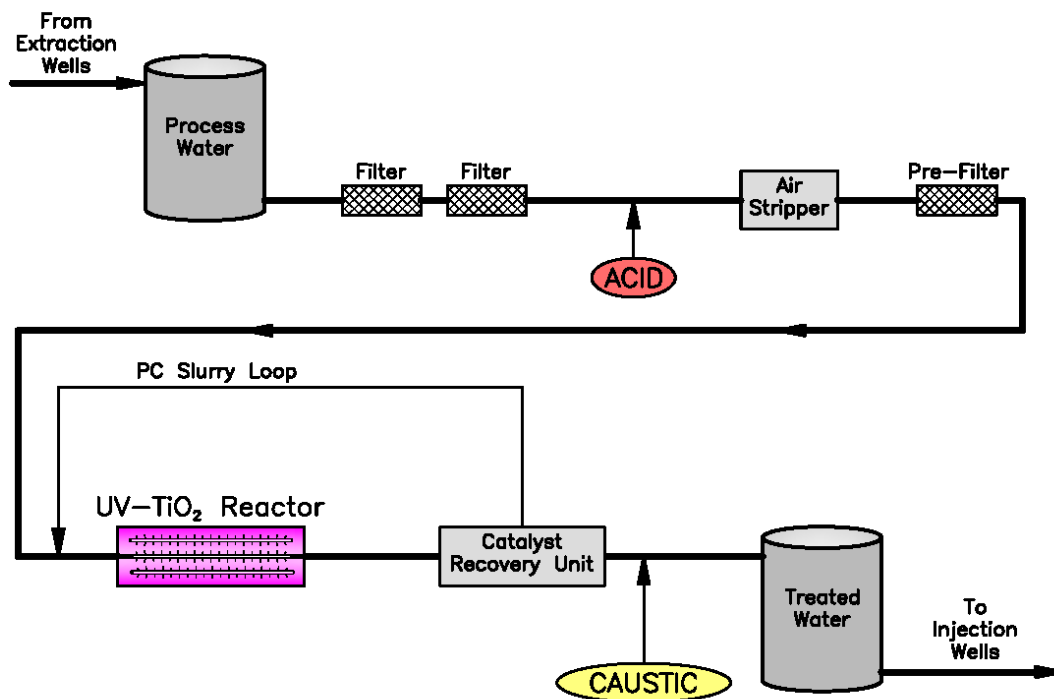 From
Extraction
Wells
Process
Water
Filter
Filter
ACID
Air
Stripper
Pre-Filter
PC Slurry Loop
UV-TiO₂ Reactor
Catalyst
Recovery Unit
CAUSTIC
Treated
Water
To
Injection
Wells